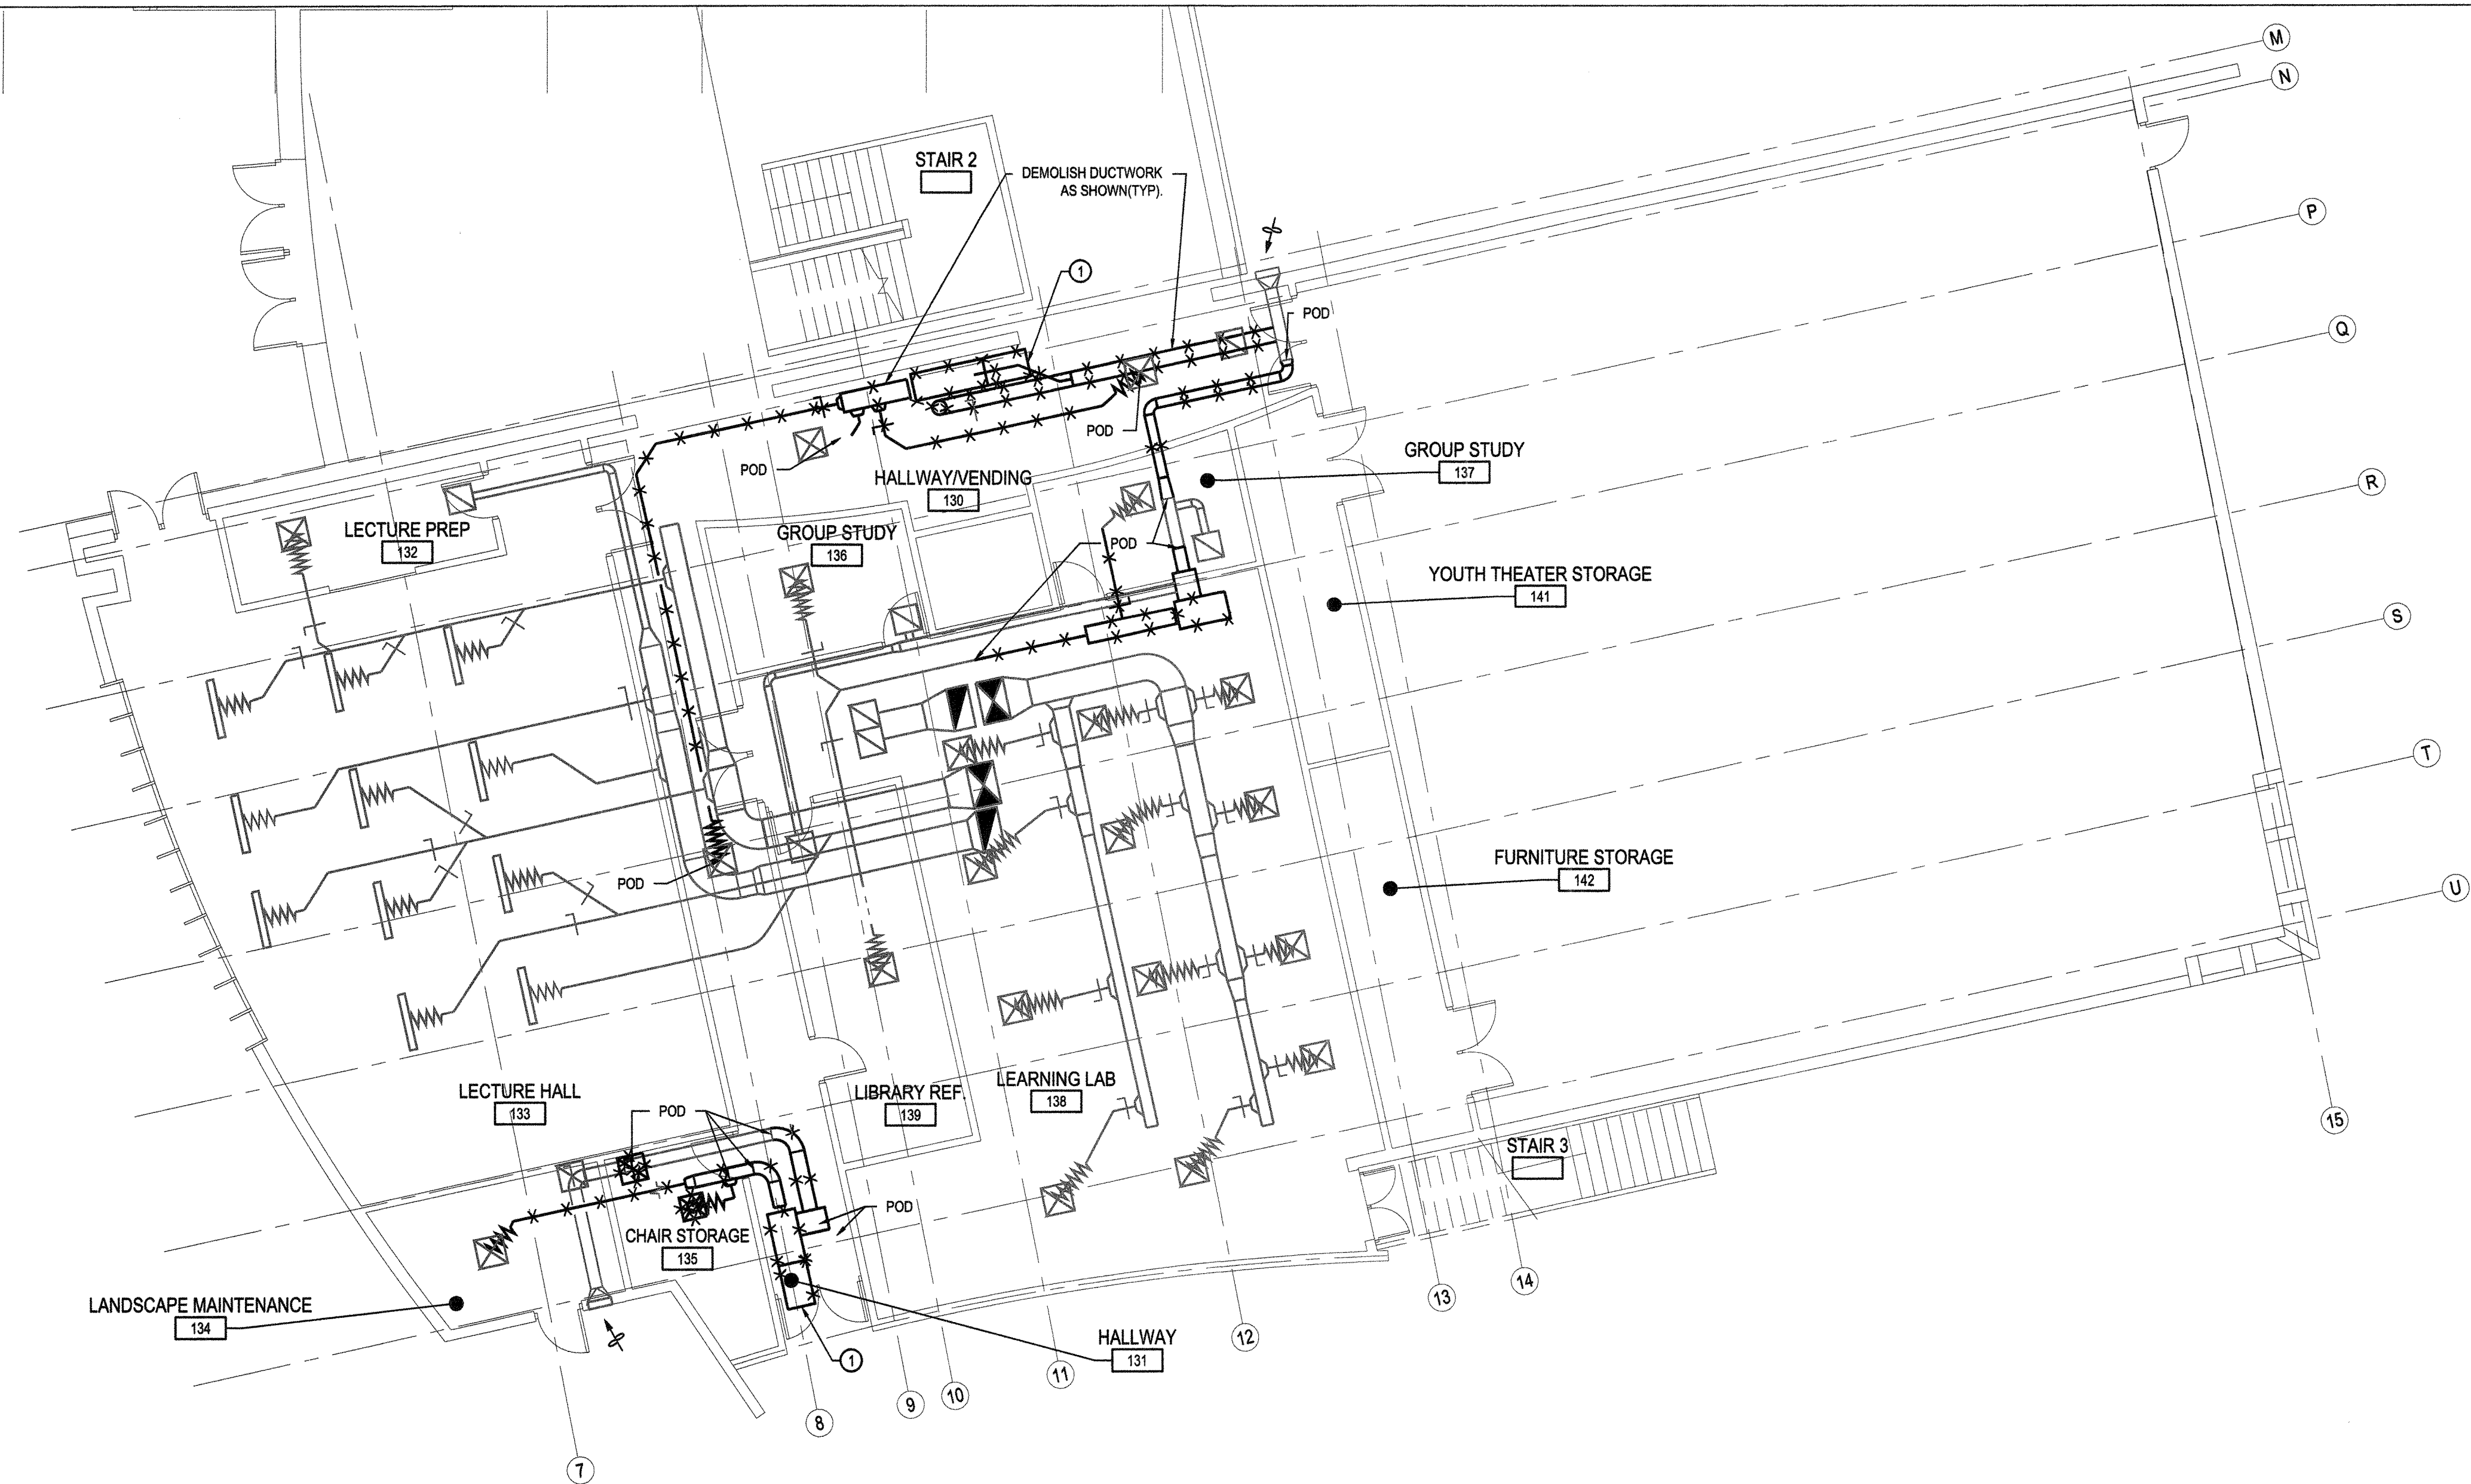 M
N
STAIR 2
DEMOLISH DUCTWORK
AS SHOWN(TYP).
P
1
POD
Q
POD
POD
GROUP STUDY
137
HALLWAY/VENDING
130
R
LECTURE PREP
132
GROUP STUDY
136
POD
YOUTH THEATER STORAGE
141
S
T
POD
FURNITURE STORAGE
142
U
LECTURE HALL
133
POD
LIBRARY REF.
139
LEARNING LAB
138
15
STAIR 3
POD
CHAIR STORAGE
135
LANDSCAPE MAINTENANCE
134
HALLWAY
131
1
7
8
9
10
11
12
13
14